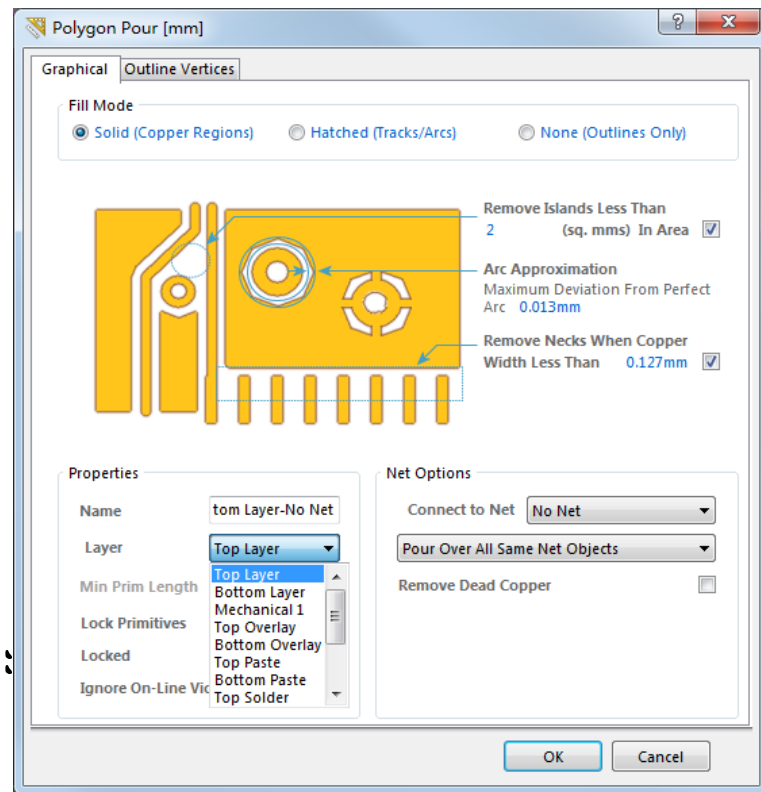 Polygon Pour [mm]
Graphical Outline Vertices
Fill Mode
Solid (Copper Regions) Hatched (Tracks/Arcs) None (Outlines Only)
Remove Islands Less Than
2 (sq. mms) In Area
Arc Approximation
Maximum Deviation From Perfect
Arc 0.013mm
Remove Necks When Copper
Width Less Than 0.127mm
Properties
Name tom Layer-No Net
Layer Top Layer
Top Layer
Bottom Layer
Mechanical 1
Top Overlay
Bottom Overlay
Top Paste
Bottom Paste
Top Solder
Min Prim Length
Lock Primitives
Locked
Ignore On-Line Vio
Net Options
Connect to Net No Net
Pour Over All Same Net Objects
Remove Dead Copper
OK Cancel